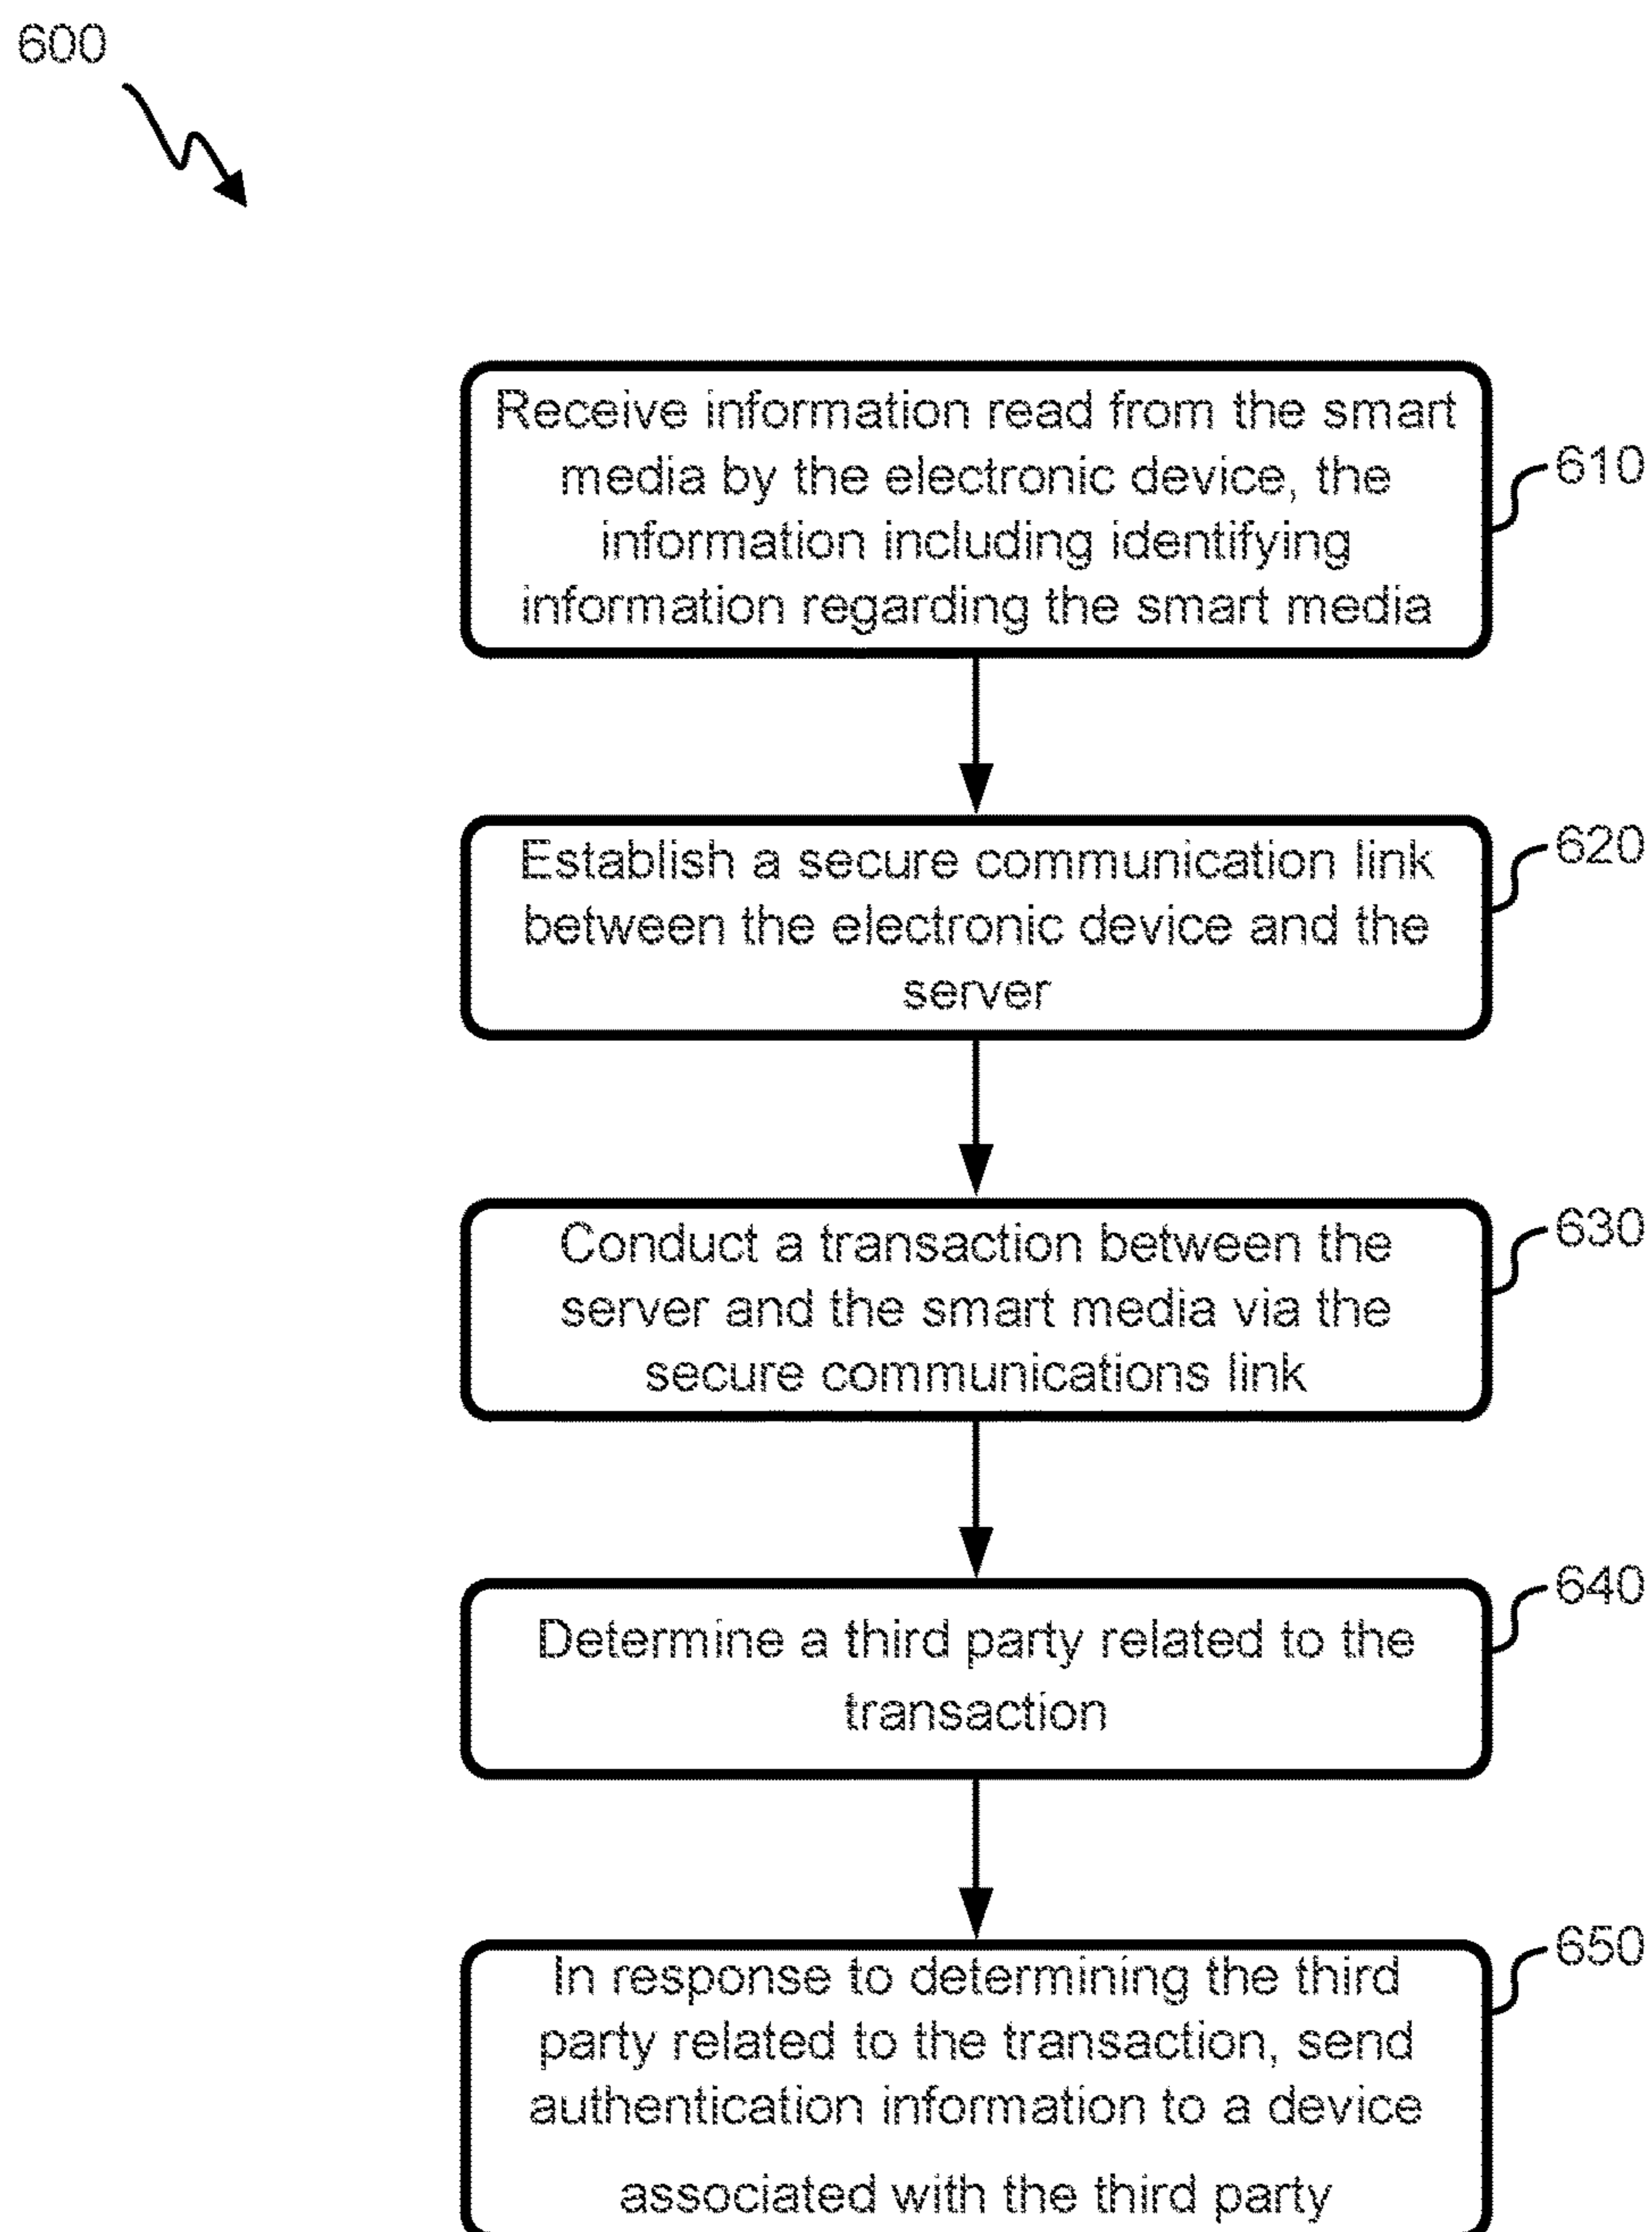 600
Receive information read from the smart
media by the electronic device, the
information including identifying
information regarding the smart media
610
Establish a secure communication link
between the electronic device and the
server
620
Conduct a transaction between the
server and the smart media via the
secure communications link
630
Determine a third party related to the
transaction
640
In response to determining the third
party related to the transaction, send
authentication information to a device
associated with the third party
650